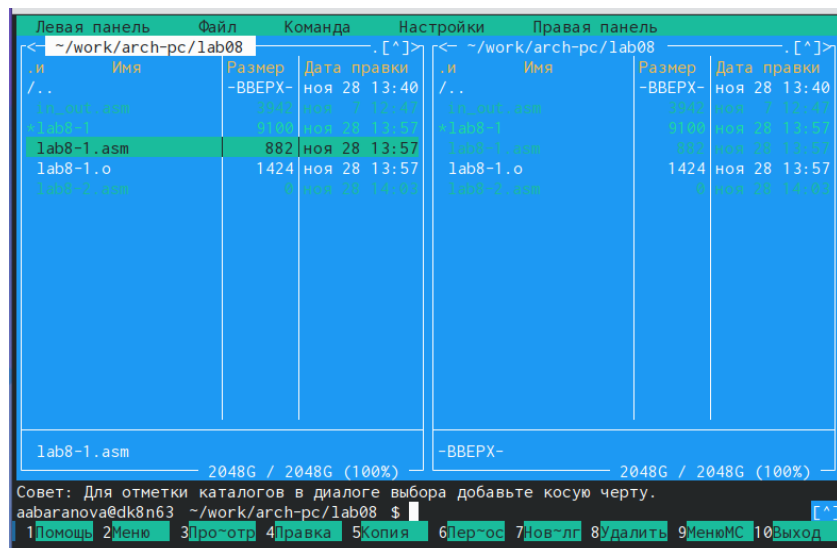 Левая панель Файл Команда Настройки Правая панель
<— ~/work/arch-pc/lab08 .[^]> <— ~/work/arch-pc/lab08 .[^]>
.и Имя Размер Дата правки .и Имя Размер Дата правки
/.. -ВВЕРХ- ноя 28 13:40 /.. -ВВЕРХ- ноя 28 13:40
in_out.asm 3942 ноя 7 12:47 in_out.asm 3942 ноя 7 12:47
*lab8-1 9100 ноя 28 13:57 *lab8-1 9100 ноя 28 13:57
lab8-1.asm 882 ноя 28 13:57 lab8-1.asm 882 ноя 28 13:57
lab8-1.o 1424 ноя 28 13:57 lab8-1.o 1424 ноя 28 13:57
lab8-2.asm 0 ноя 28 14:03 lab8-2.asm 0 ноя 28 14:03
lab8-1.asm -ВВЕРХ-
2048G / 2048G (100%) 2048G / 2048G (100%)
Совет: Для отметки каталогов в диалоге выбора добавьте косую черту.
aabaranova@dk8n63 ~/work/arch-pc/lab08 $ [^]
1Помощь 2Меню 3Про~отр 4Правка 5Копия 6Пер~ос 7Нов~лг 8Удалить 9МенюMC 10Выход